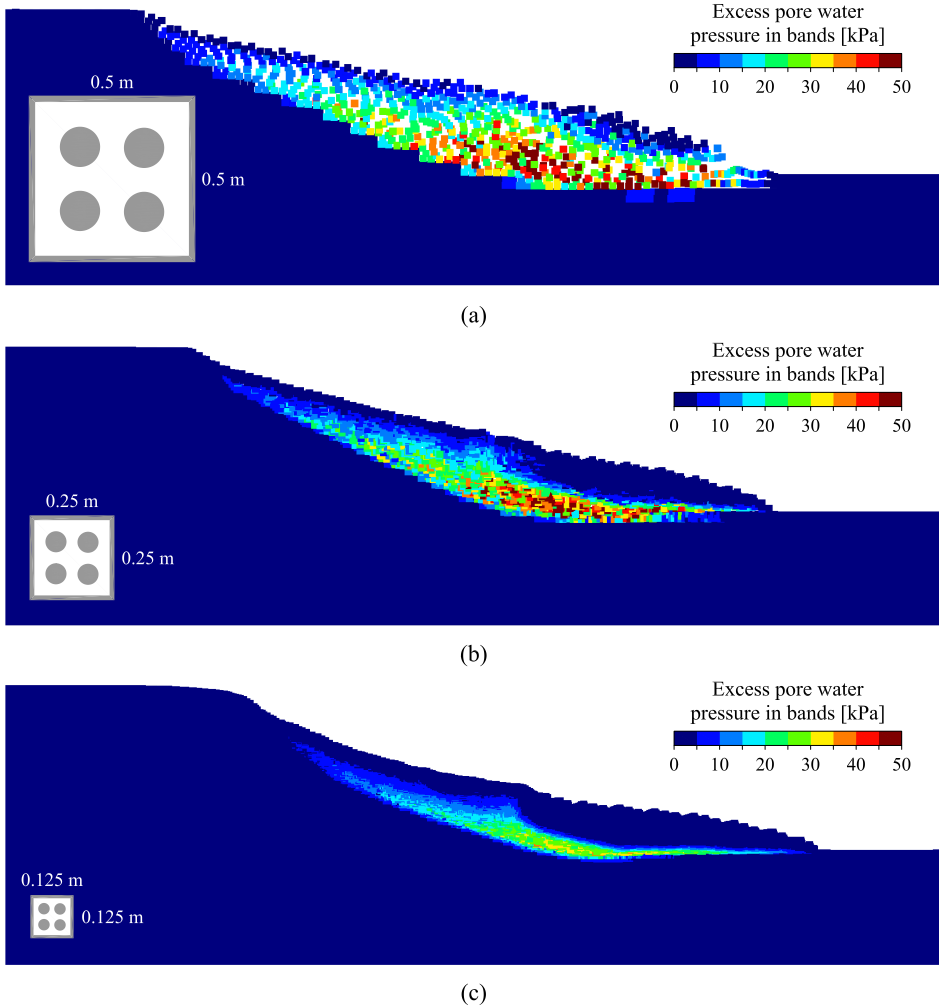 Excess pore water
pressure in bands [kPa]
0 10 20 30 40 50
0.5 m
0.5 m
(a)
Excess pore water
pressure in bands [kPa]
0 10 20 30 40 50
0.25 m
0.25 m
(b)
Excess pore water
pressure in bands [kPa]
0 10 20 30 40 50
0.125 m
0.125 m
(c)